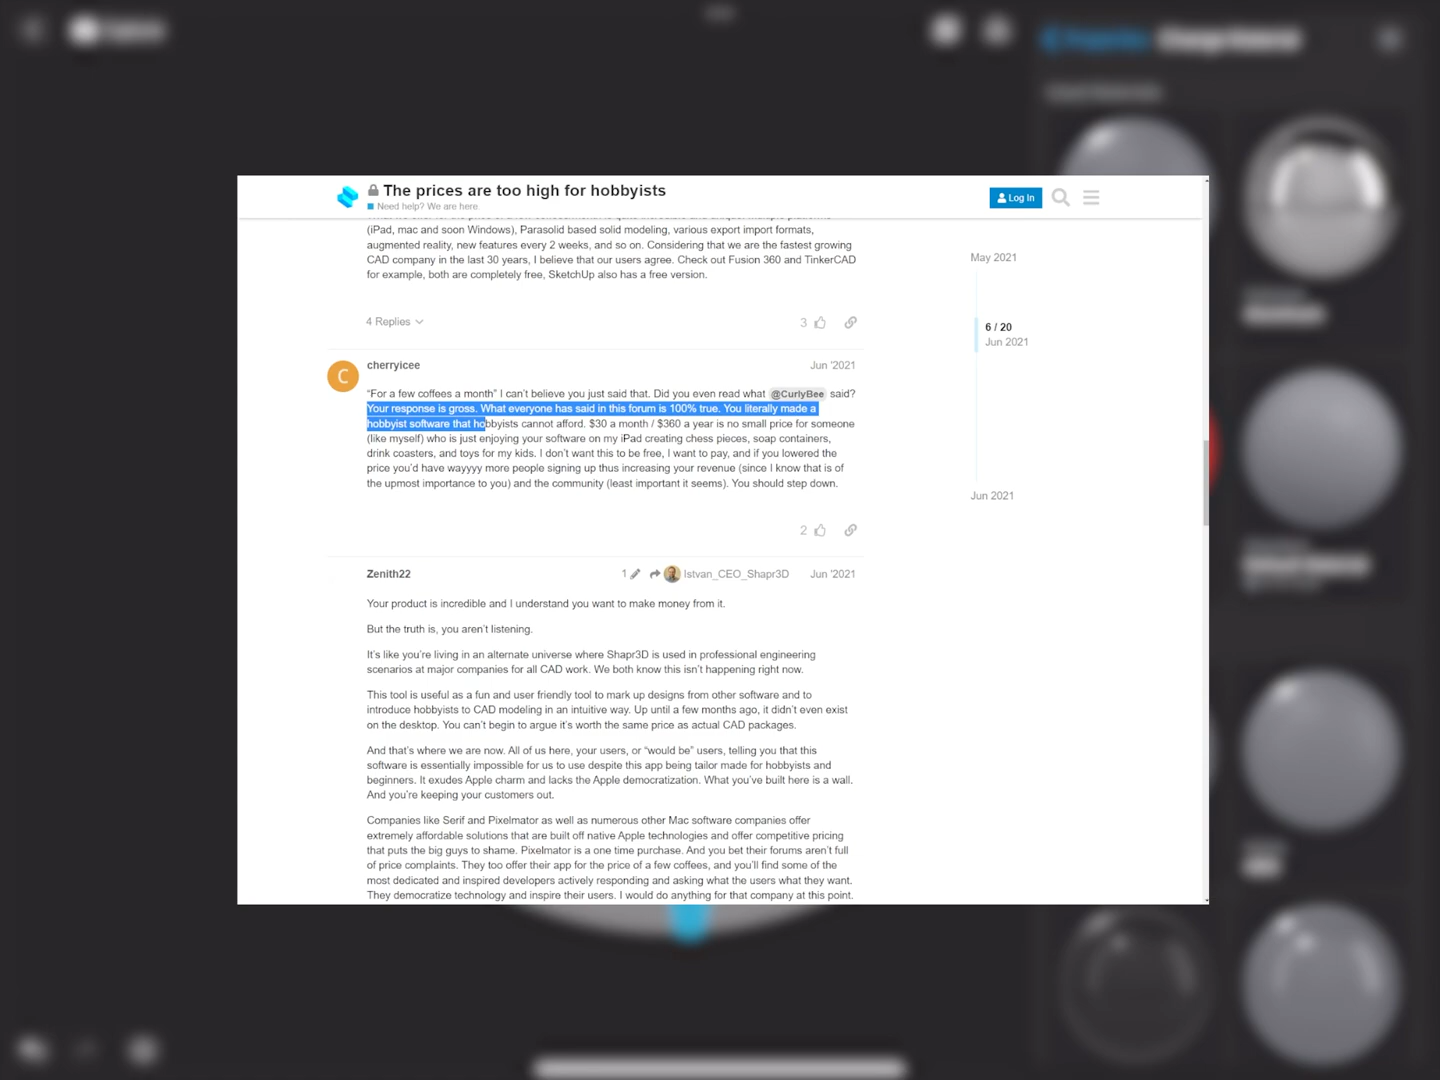 The prices are too high for hobbyists
Need help? We are here.
Log In
(iPad, mac and soon Windows), Parasolid based solid modeling, various export import formats,
augmented reality, new features every 2 weeks, and so on. Considering that we are the fastest growing
CAD company in the last 30 years, I believe that our users agree. Check out Fusion 360 and TinkerCAD
for example, both are completely free, SketchUp also has a free version.
4 Replies
3
May 2021
6 / 20
Jun 2021
Jun 2021
C
cherryicee
Jun '2021
“For a few coffees a month” I can’t believe you just said that. Did you even read what @CurlyBee said?
Your response is gross. What everyone has said in this forum is 100% true. You literally made a
hobbyist software that hobbyists cannot afford. $30 a month / $360 a year is no small price for someone
(like myself) who is just enjoying your software on my iPad creating chess pieces, soap containers,
drink coasters, and toys for my kids. I don’t want this to be free, I want to pay, and if you lowered the
price you’d have wayyyy more people signing up thus increasing your revenue (since I know that is of
the upmost importance to you) and the community (least important it seems). You should step down.
2
Zenith22
1
Istvan_CEO_Shapr3D
Jun '2021
Your product is incredible and I understand you want to make money from it.
But the truth is, you aren’t listening.
It’s like you’re living in an alternate universe where Shapr3D is used in professional engineering
scenarios at major companies for all CAD work. We both know this isn’t happening right now.
This tool is useful as a fun and user friendly tool to mark up designs from other software and to
introduce hobbyists to CAD modeling in an intuitive way. Up until a few months ago, it didn’t even exist
on the desktop. You can’t begin to argue it’s worth the same price as actual CAD packages.
And that’s where we are now. All of us here, your users, or “would be” users, telling you that this
software is essentially impossible for us to use despite this app being tailor made for hobbyists and
beginners. It exudes Apple charm and lacks the Apple democratization. What you’ve built here is a wall.
And you’re keeping your customers out.
Companies like Serif and Pixelmator as well as numerous other Mac software companies offer
extremely affordable solutions that are built off native Apple technologies and offer competitive pricing
that puts the big guys to shame. Pixelmator is a one time purchase. And you bet their forums aren’t full
of price complaints. They too offer their app for the price of a few coffees, and you’ll find some of the
most dedicated and inspired developers actively responding and asking what the users what they want.
They democratize technology and inspire their users. I would do anything for that company at this point.